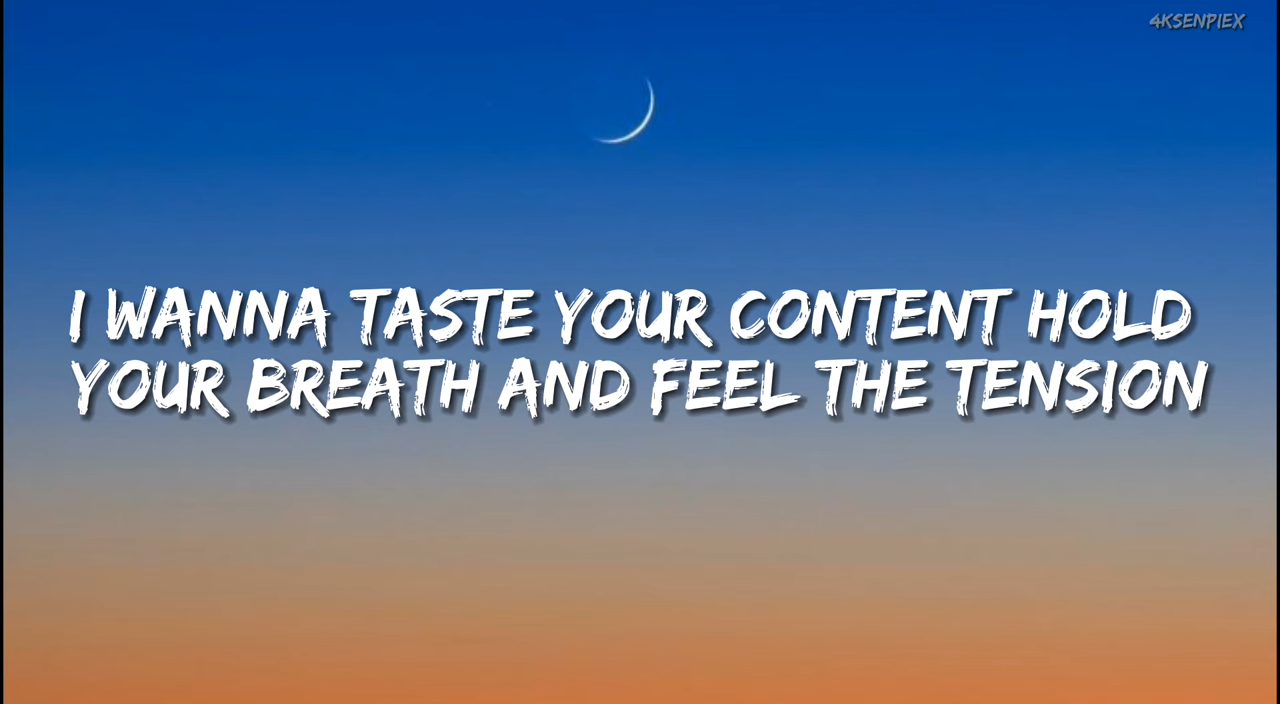 4KSENPIEX
I WANNA TASTE YOUR CONTENT HOLD
YOUR BREATH AND FEEL THE TENSION